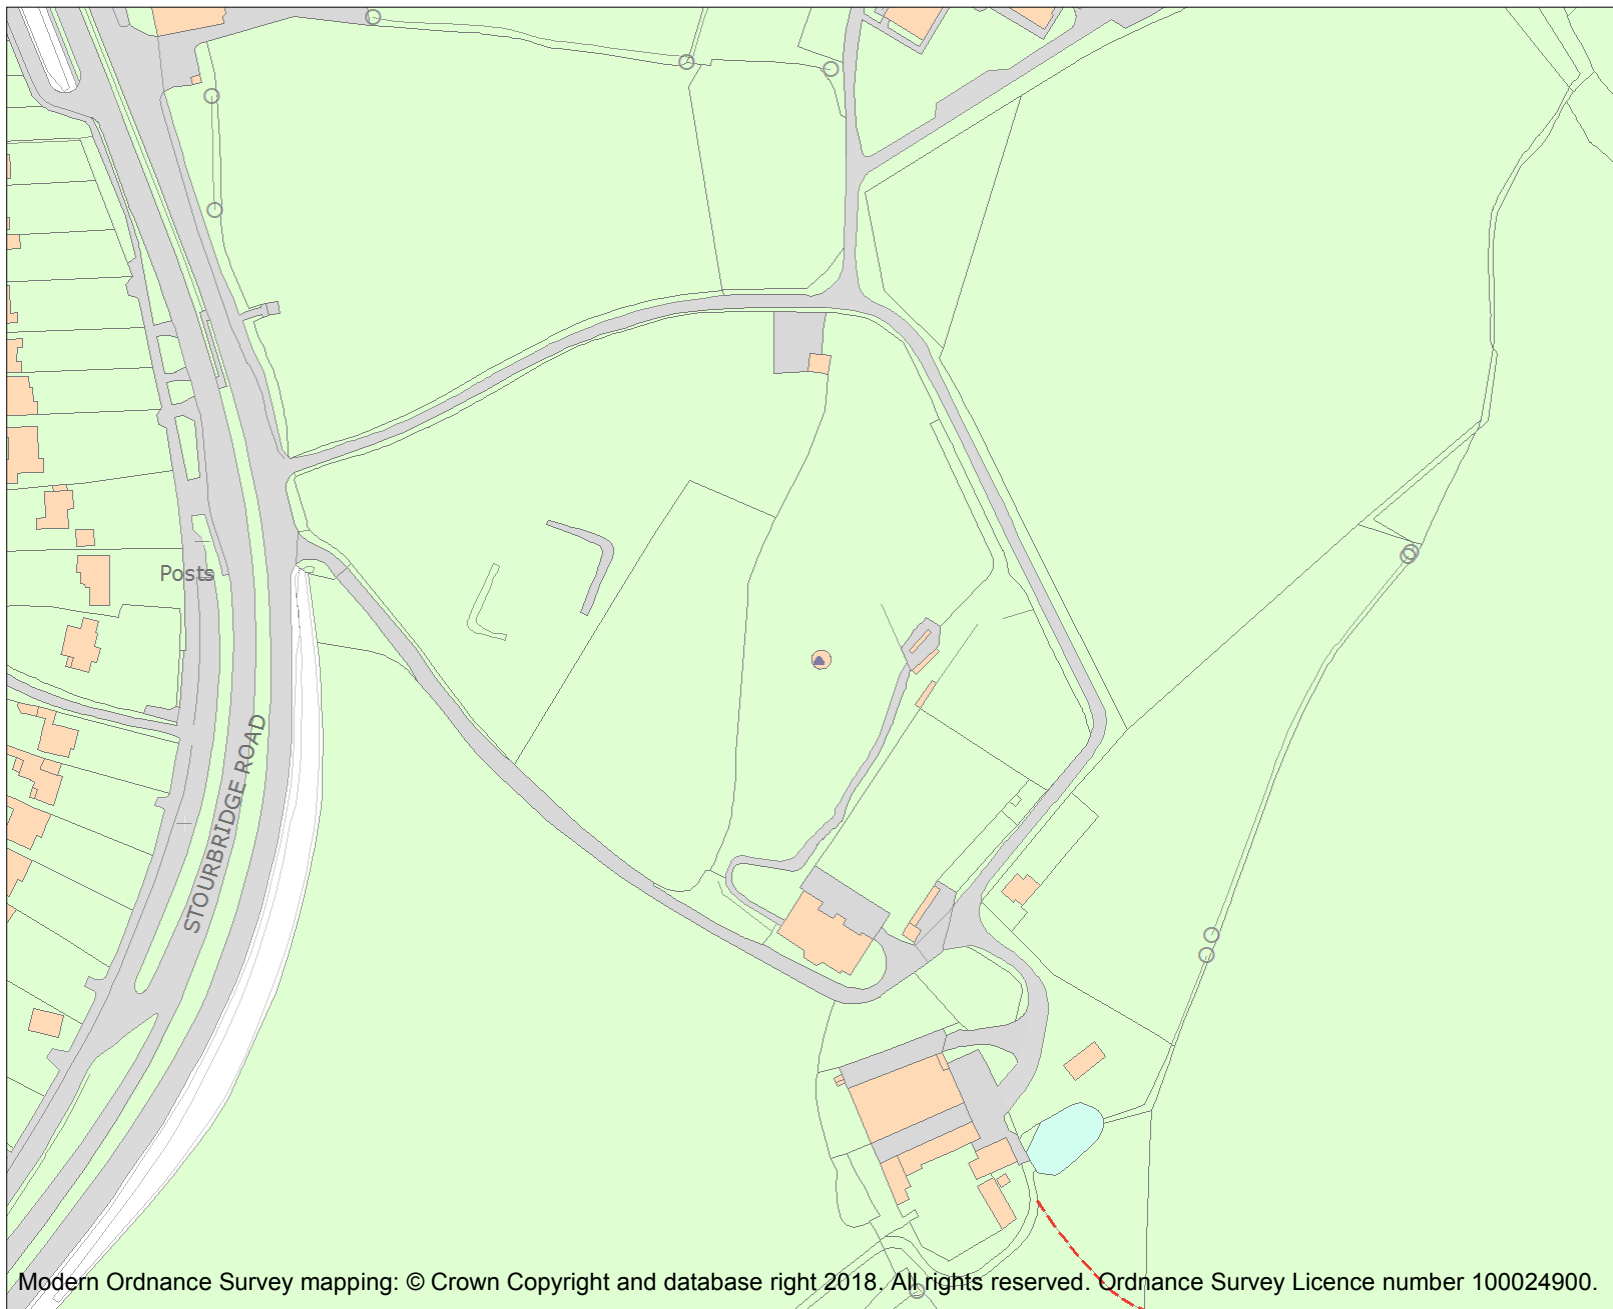 Posts
STOURBRIDGE ROAD
Modern Ordnance Survey mapping: © Crown Copyright and database right 2018. All rights reserved. Ordnance Survey Licence number 100024900.